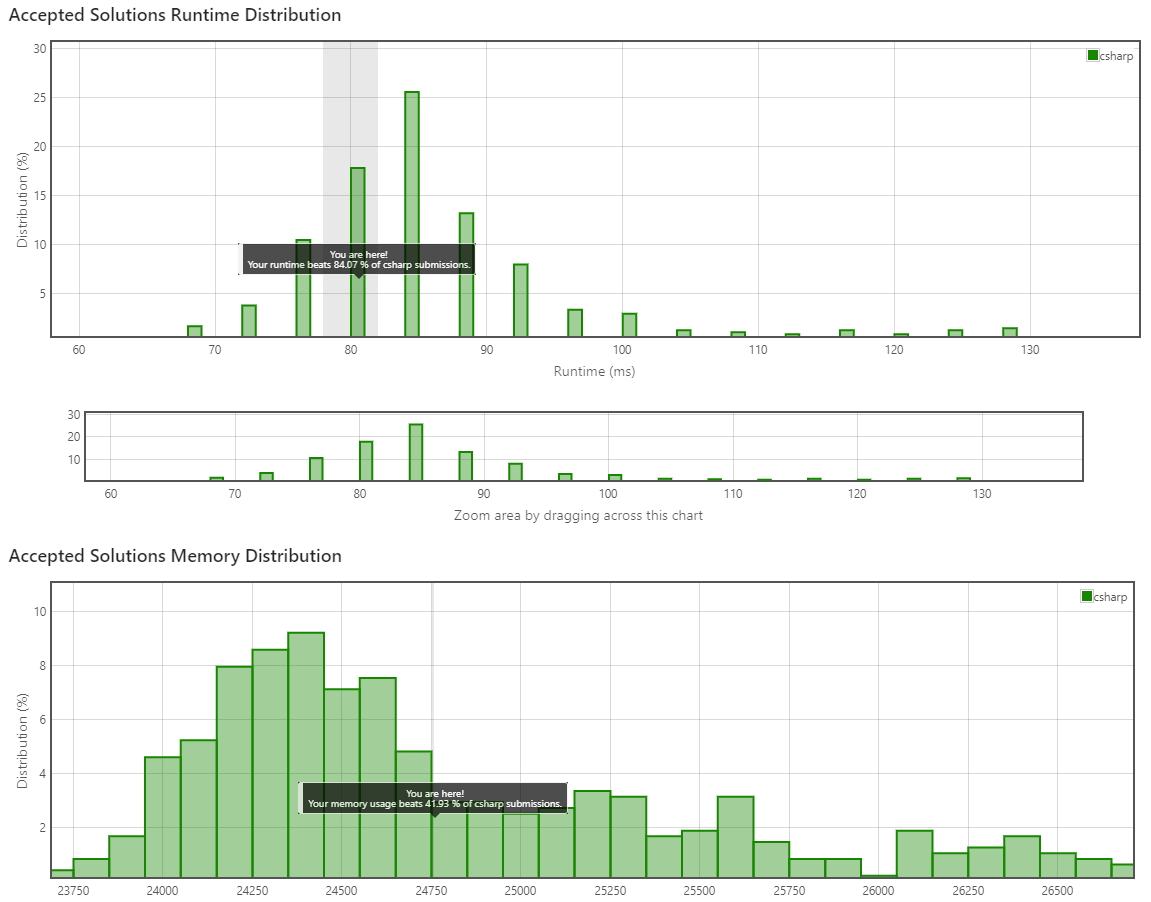 Accepted Solutions Runtime Distribution
30
csharp
25
20
15
10
5
Distribution (%)
You are here!
Your runtime beats 84.07 % of csharp submissions.
60 70 80 90 100 110 120 130
Runtime (ms)
30
20
10
60 70 80 90 100 110 120 130
Zoom area by dragging across this chart
Accepted Solutions Memory Distribution
csharp
10
8
6
4
2
Distribution (%)
You are here!
Your memory usage beats 41.93 % of csharp submissions.
23750 24000 24250 24500 24750 25000 25250 25500 25750 26000 26250 26500